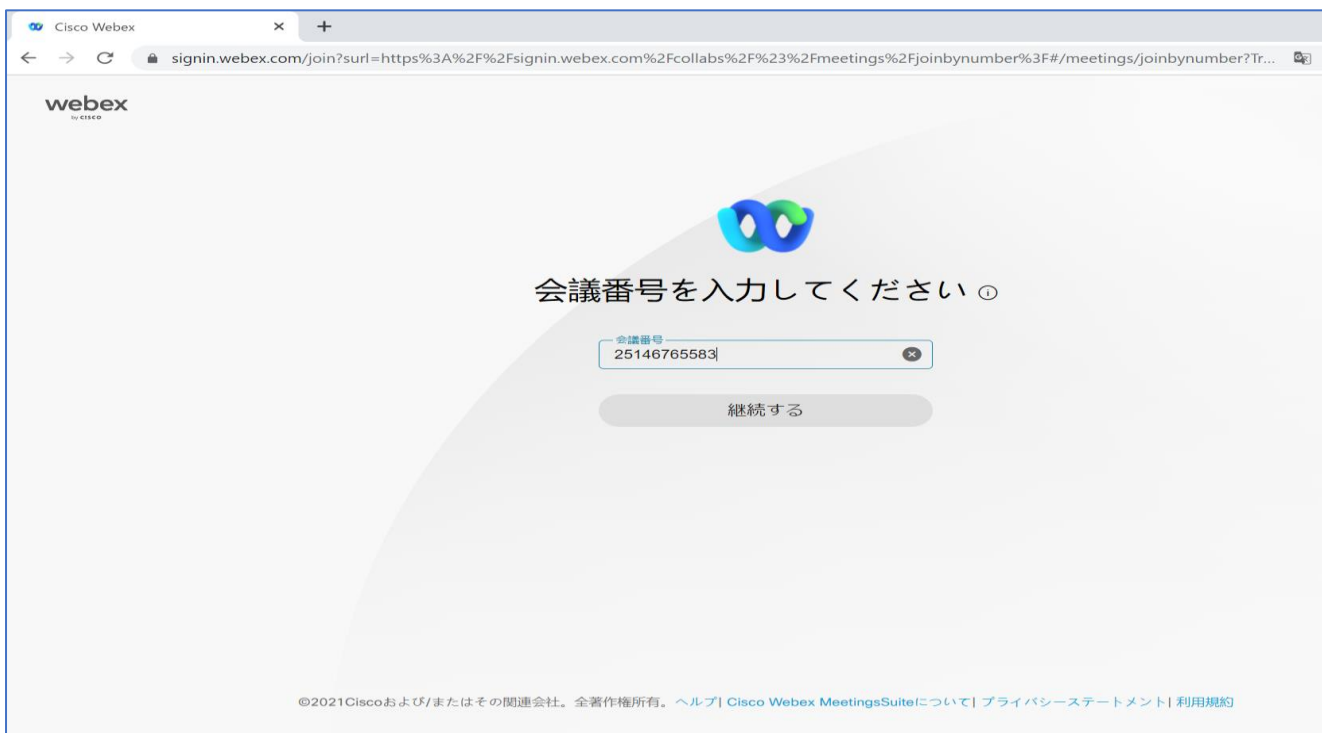 Cisco Webex
signin.webex.com/join?surl=https%3A%2F%2Fsignin.webex.com%2Fcollabs%2F%23%2Fmeetings%2Fjoinbynumber%3F#/meetings/joinbynumber?Tr...
webex
by CISCO
会議番号を入力してください
会議番号
25146765583
継続する
©2021Ciscoおよび/またはその関連会社。全著作権所有。ヘルプ| Cisco Webex MeetingsSuiteについて| プライバシーステートメント| 利用規約